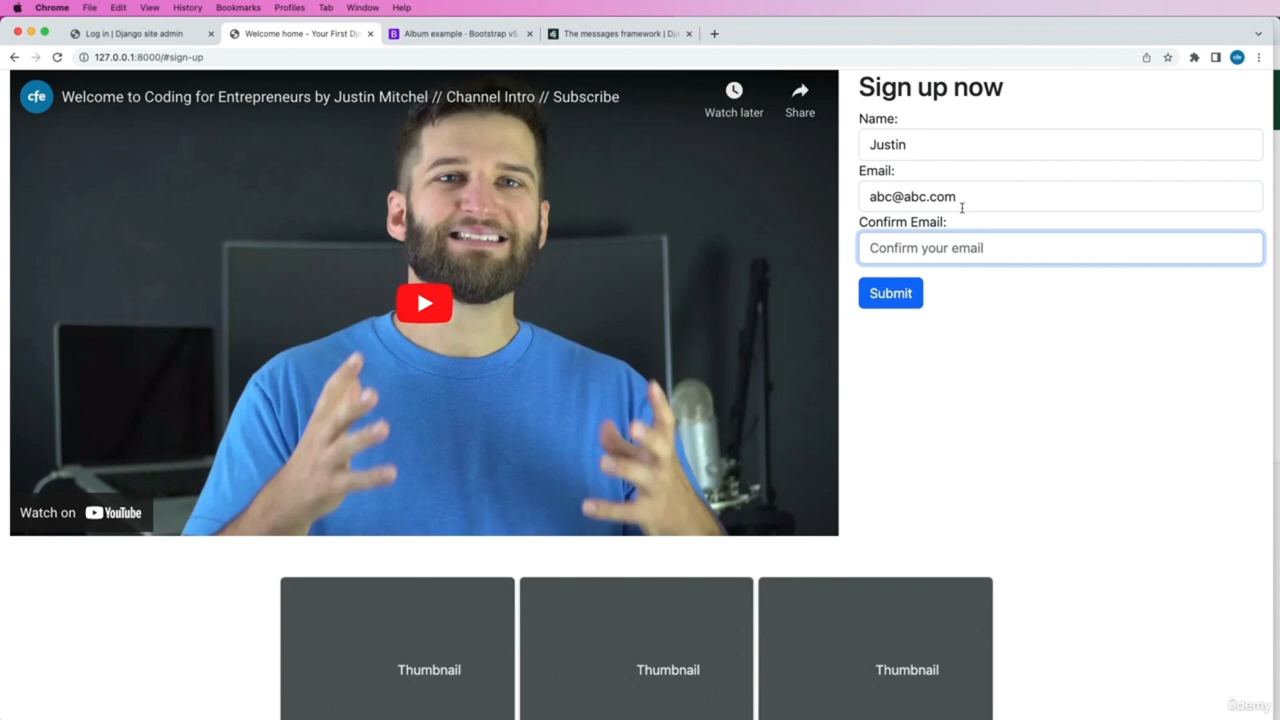 Chrome File Edit View History Bookmarks Profiles Tab Window Help
Log in | Django site admin
Welcome home - Your First Dj
Album example · Bootstrap v5.
The messages framework | Dj
127.0.0.1:8000/#sign-up
cfe
cfe
Welcome to Coding for Entrepreneurs by Justin Mitchel // Channel Intro // Subscribe
Watch later
Share
Watch on YouTube
Sign up now
Name:
Justin
Email:
abc@abc.com
Confirm Email:
Confirm your email
Submit
Thumbnail
Thumbnail
Thumbnail
ûdemy